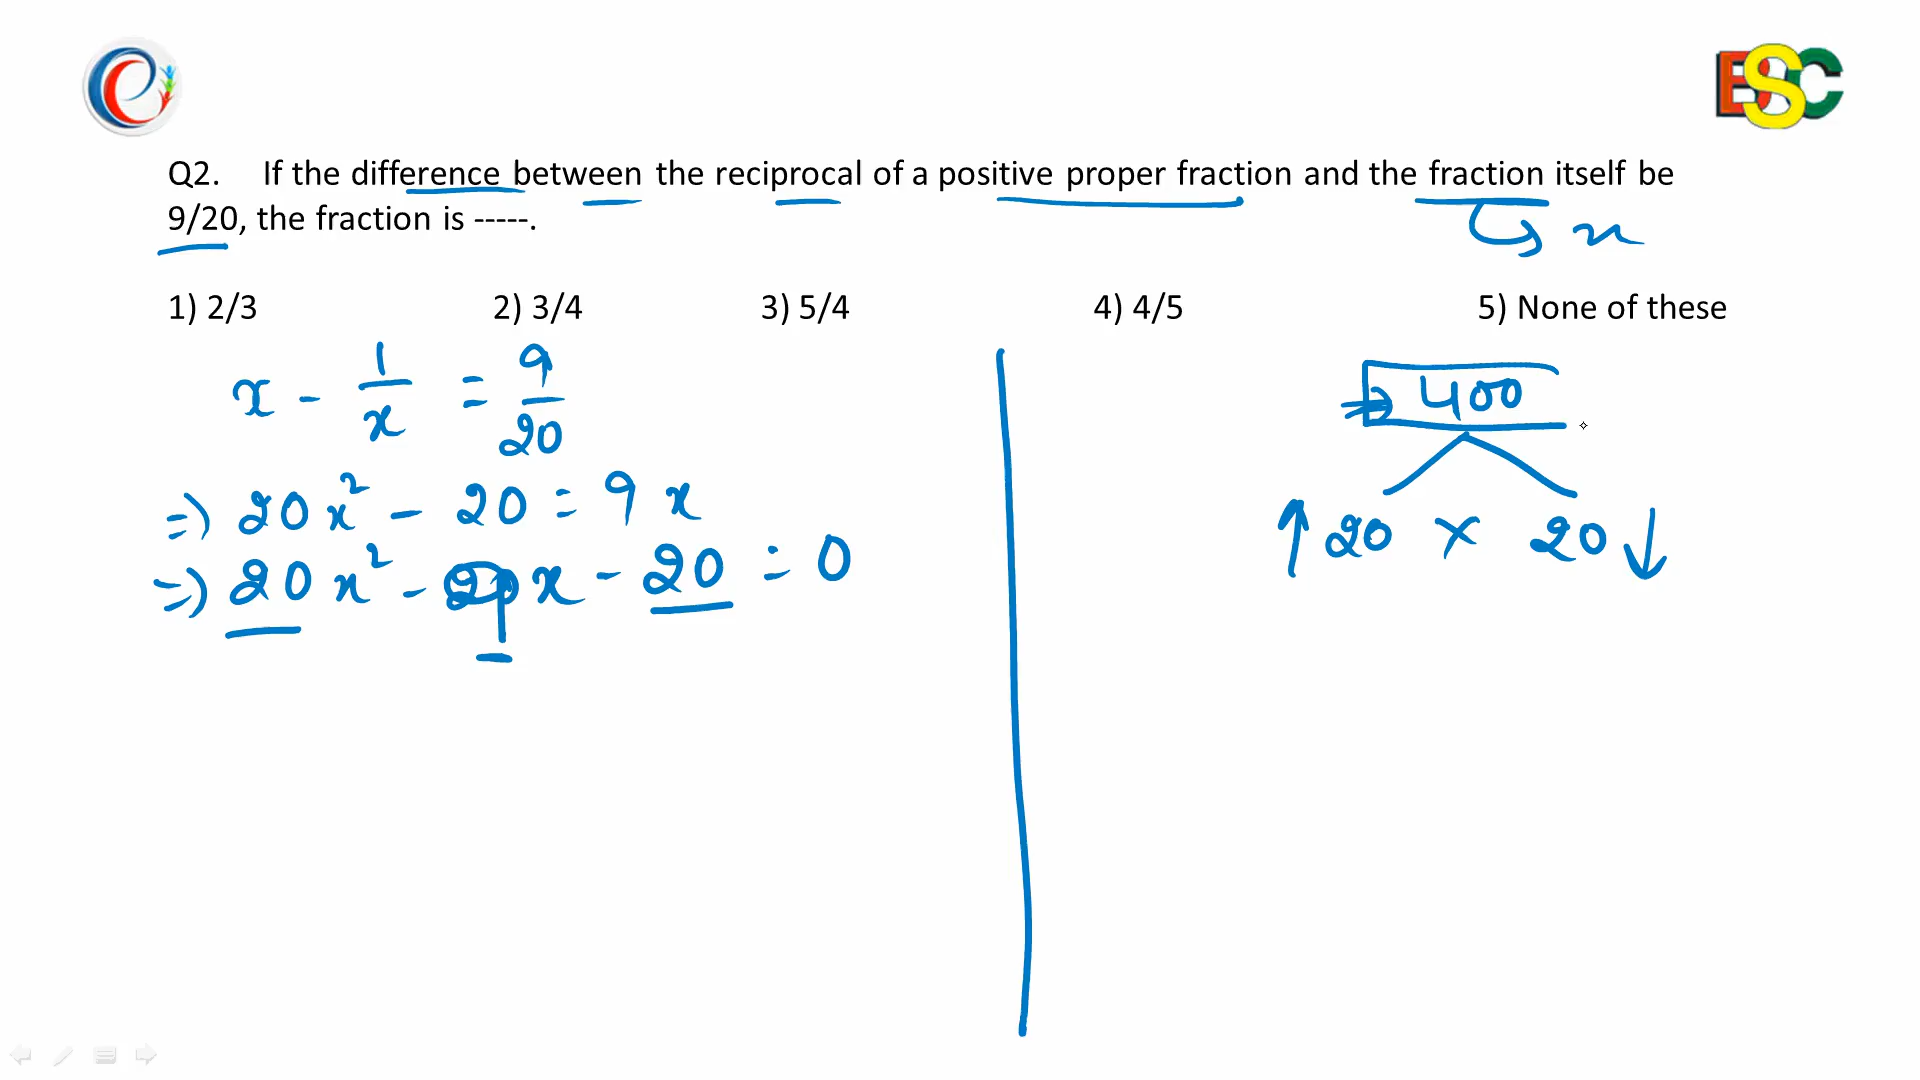 ESC
Q2. If the difference between the reciprocal of a positive proper fraction and the fraction itself be
9/20, the fraction is -----.
x
1) 2/3 2) 3/4 3) 5/4 4) 4/5 5) None of these
x - 1/x = 9/20
⇒ 20x² - 20 = 9x
⇒ 20x² - 9x - 20 = 0
⇒ 400
↑ 20 × 20 ↓